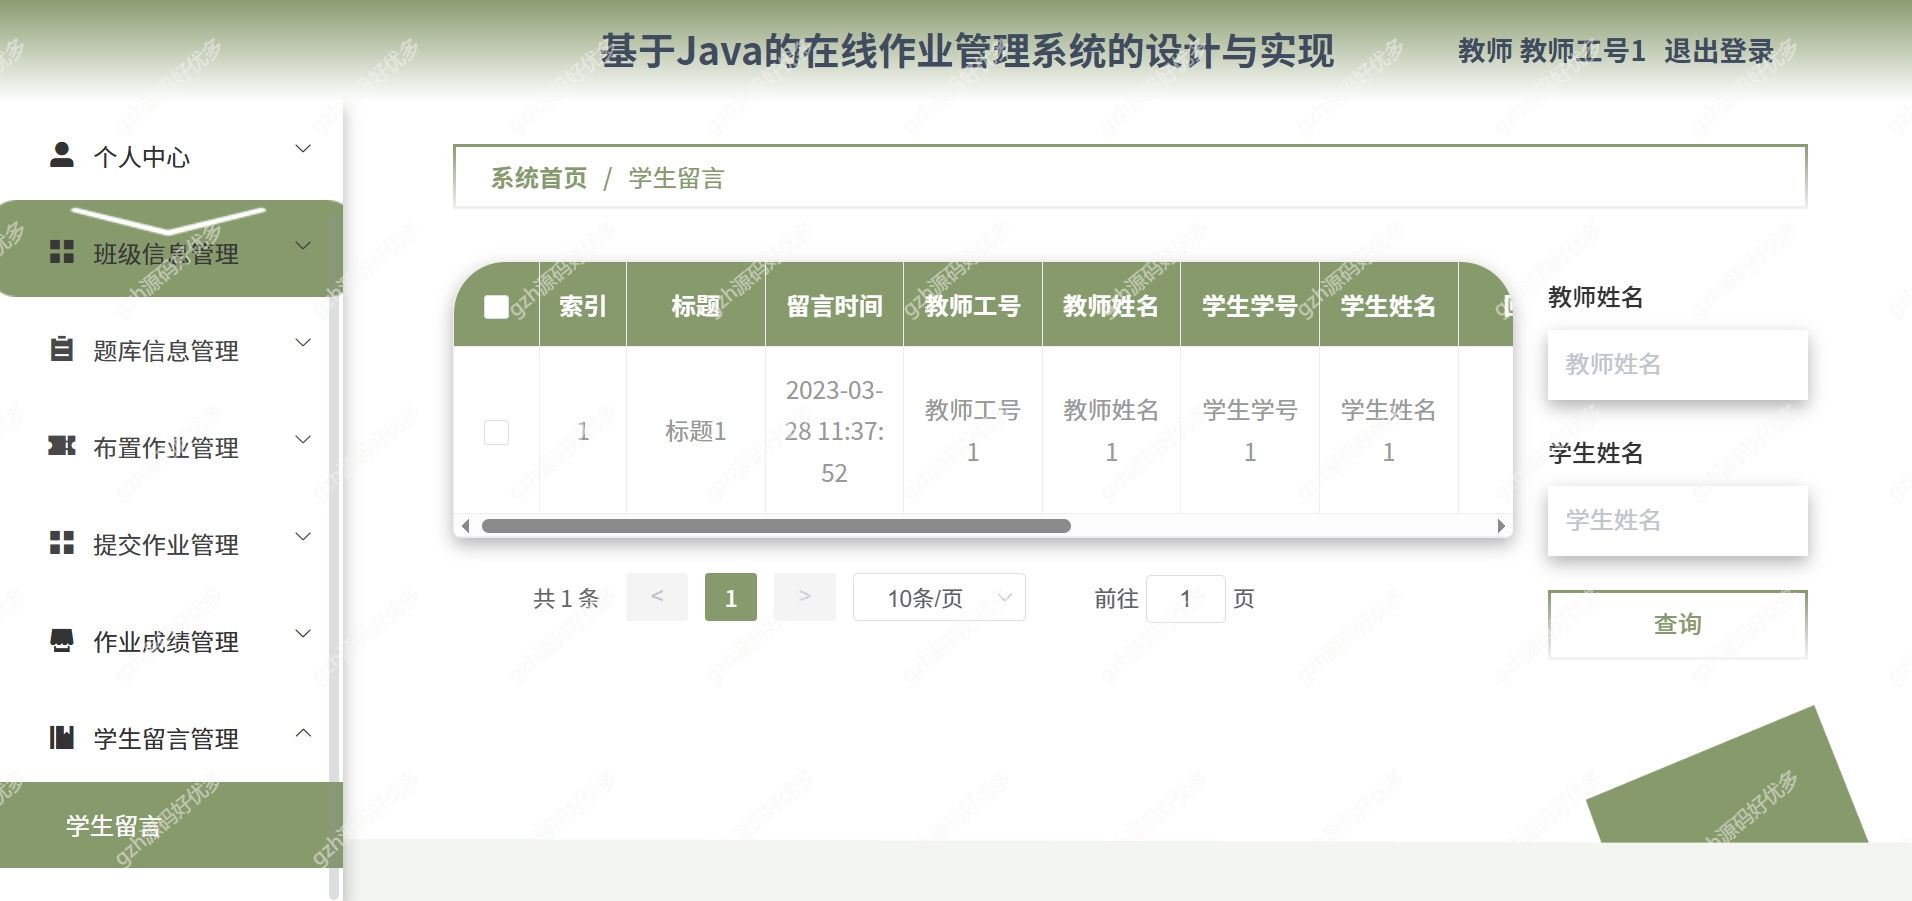 基于Java的在线作业管理系统的设计与实现
教师 教师工号1 退出登录
个人中心
班级信息管理
题库信息管理
布置作业管理
提交作业管理
作业成绩管理
学生留言管理
学生留言
系统首页 / 学生留言
索引 标题 留言时间 教师工号 教师姓名 学生学号 学生姓名
1 标题1 2023-03-28 11:37:52 教师工号1 教师姓名1 学生学号1 学生姓名1
共 1 条 < 1 > 10条/页 前往 1 页
教师姓名
教师姓名
学生姓名
学生姓名
查询
gzh源码好优多